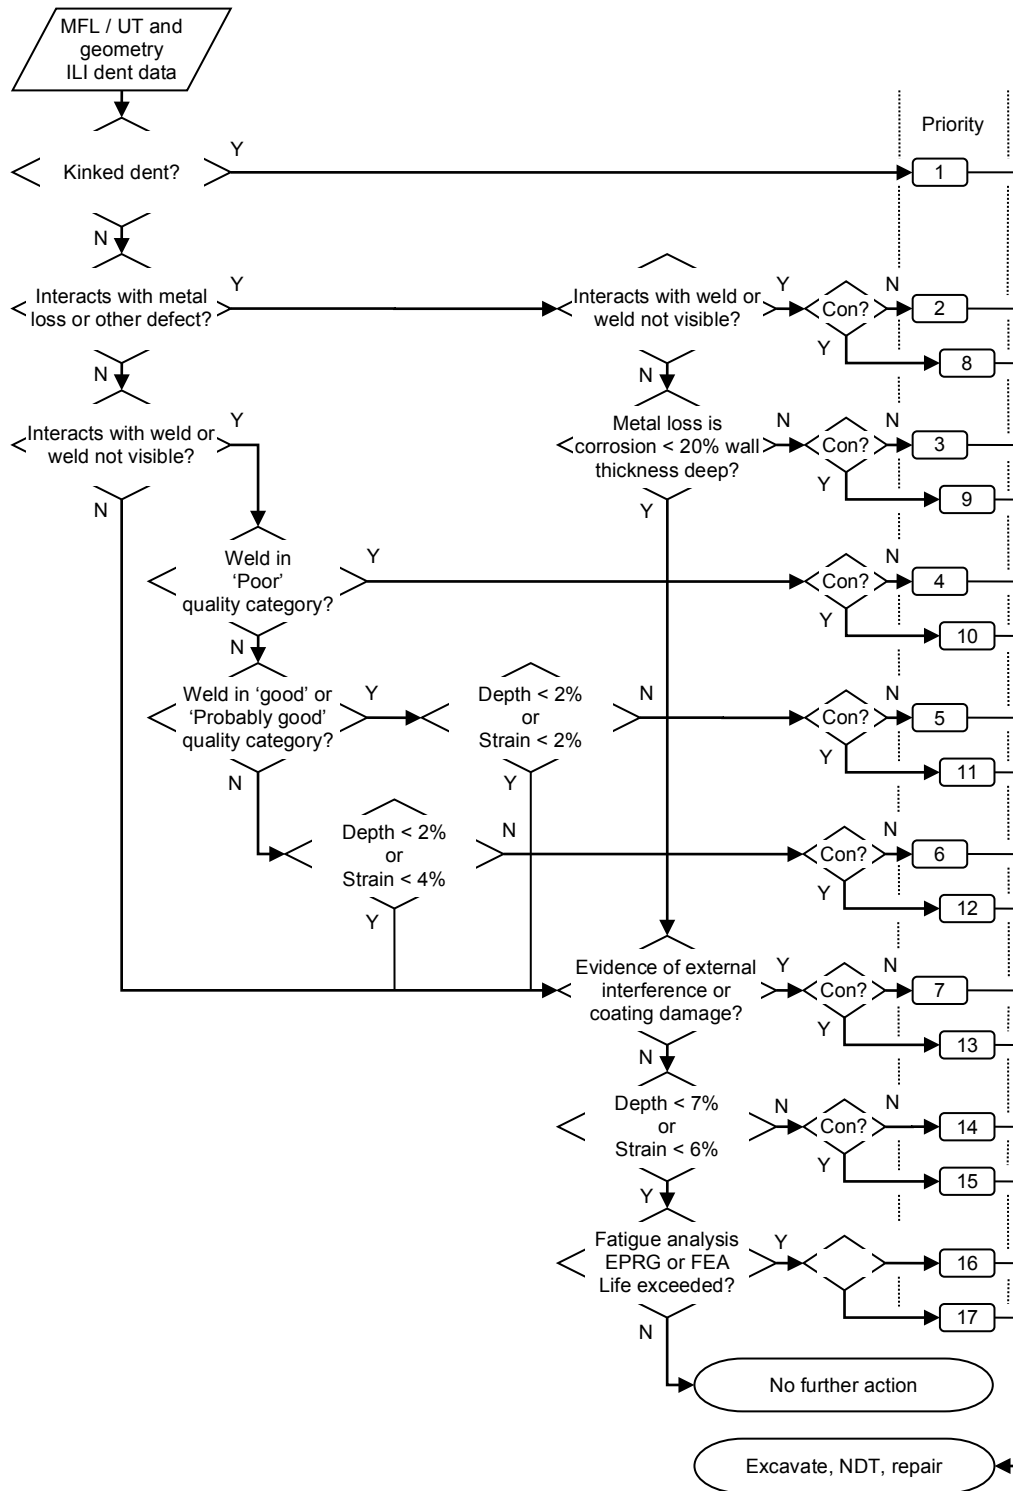 MFL / UT and
geometry
ILI dent data
Priority
Kinked dent?
Y
1
N
Interacts with metal
loss or other defect?
Y
Interacts with weld or
weld not visible?
Y
Con?
N
2
Y
8
N
N
Interacts with weld or
weld not visible?
Y
N
Metal loss is
corrosion < 20% wall
thickness deep?
N
Con?
N
3
Y
9
Y
Weld in
‘Poor’
quality category?
Y
Con?
N
4
Y
10
N
Weld in ‘good’ or
‘Probably good’
quality category?
Y
Depth < 2%
or
Strain < 2%
N
Con?
N
5
Y
11
N
Y
Depth < 2%
or
Strain < 4%
N
Con?
N
6
Y
12
Y
Evidence of external
interference or
coating damage?
Y
Con?
N
7
Y
13
N
Depth < 7%
or
Strain < 6%
N
Con?
N
14
Y
15
Y
Fatigue analysis
EPRG or FEA
Life exceeded?
Y
16
17
N
No further action
Excavate, NDT, repair